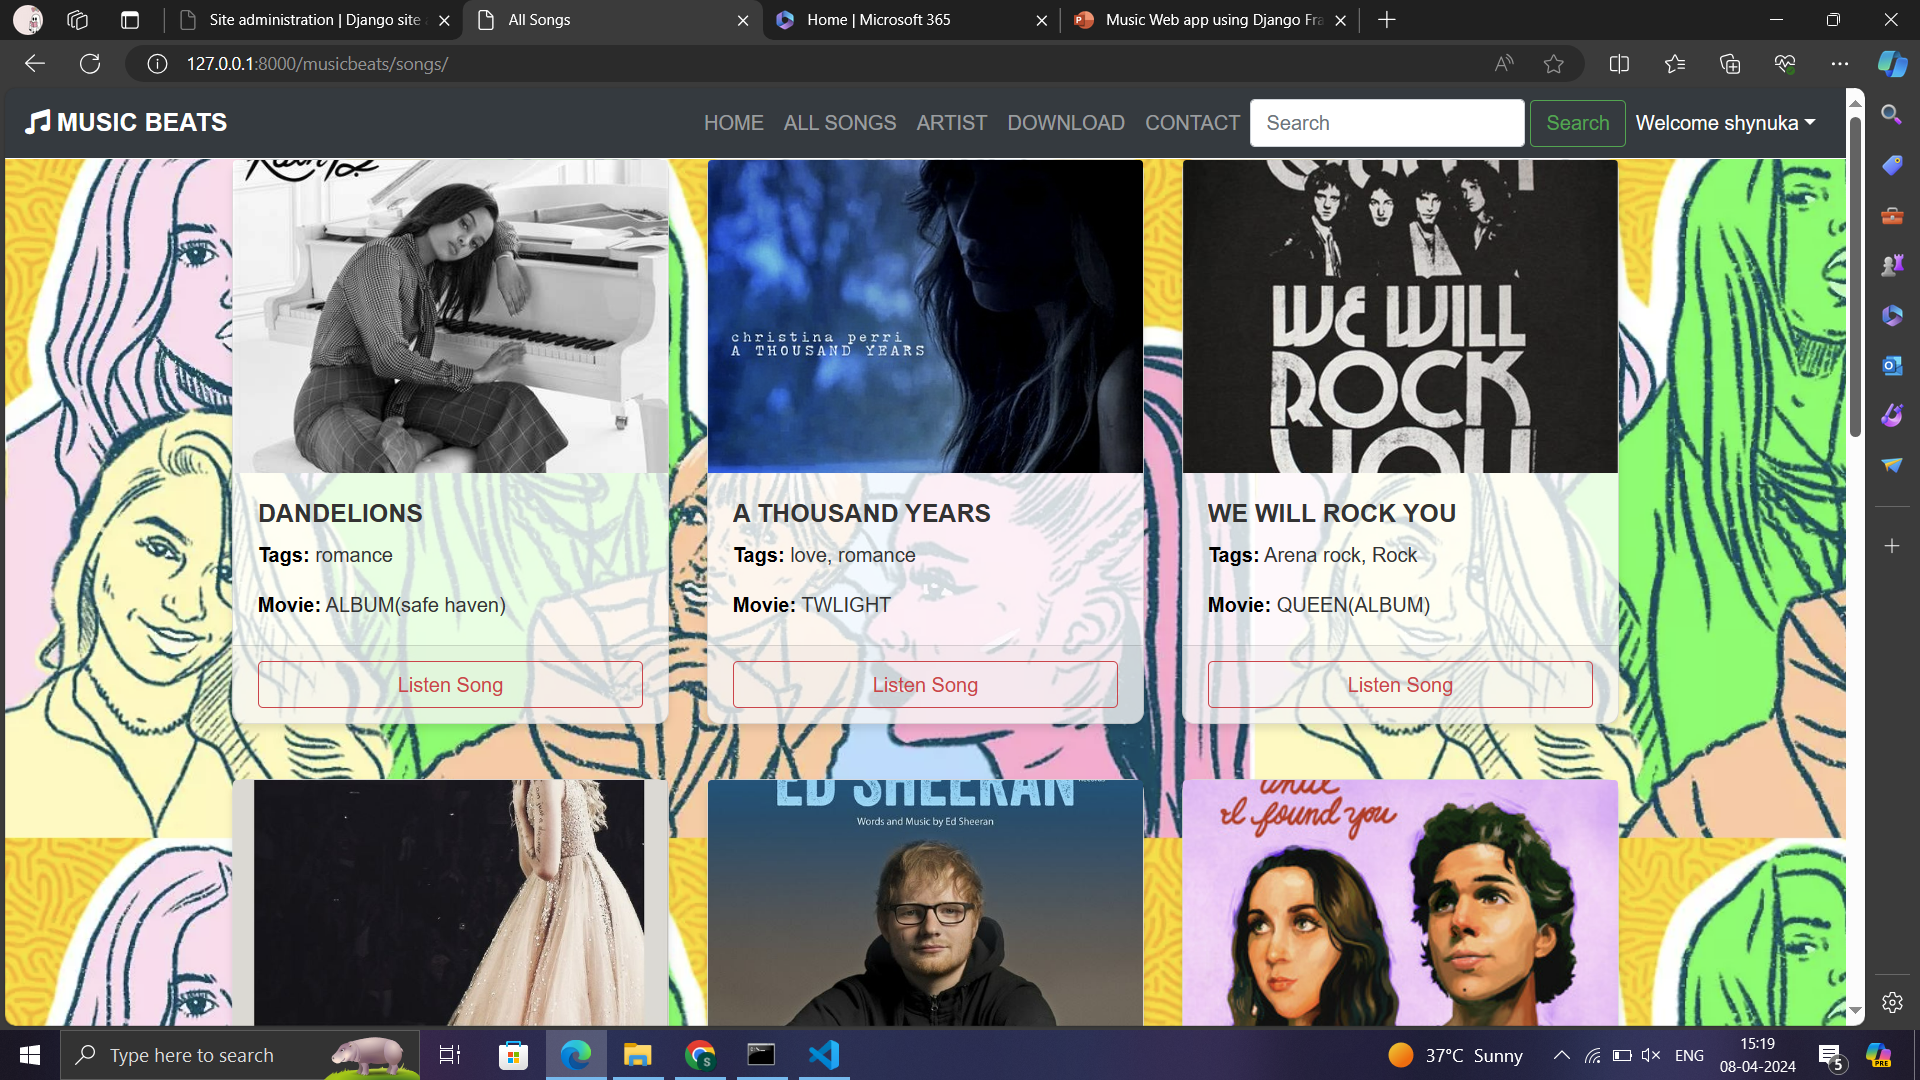 Site administration | Django site
All Songs
Home | Microsoft 365
Music Web app using Django Fra
127.0.0.1:8000/musicbeats/songs/
MUSIC BEATS
HOME
ALL SONGS
ARTIST
DOWNLOAD
CONTACT
Search
Search
Welcome shynuka
christina perri
A THOUSAND YEARS
WE WILL
ROCK
YOU
DANDELIONS
Tags: romance
Movie: ALBUM(safe haven)
Listen Song
A THOUSAND YEARS
Tags: love, romance
Movie: TWLIGHT
Listen Song
WE WILL ROCK YOU
Tags: Arena rock, Rock
Movie: QUEEN(ALBUM)
Listen Song
ED SHEERAN
Words and Music by Ed Sheeran
until
I found you
Type here to search
37°C Sunny
ENG
15:19
08-04-2024
5
PRE